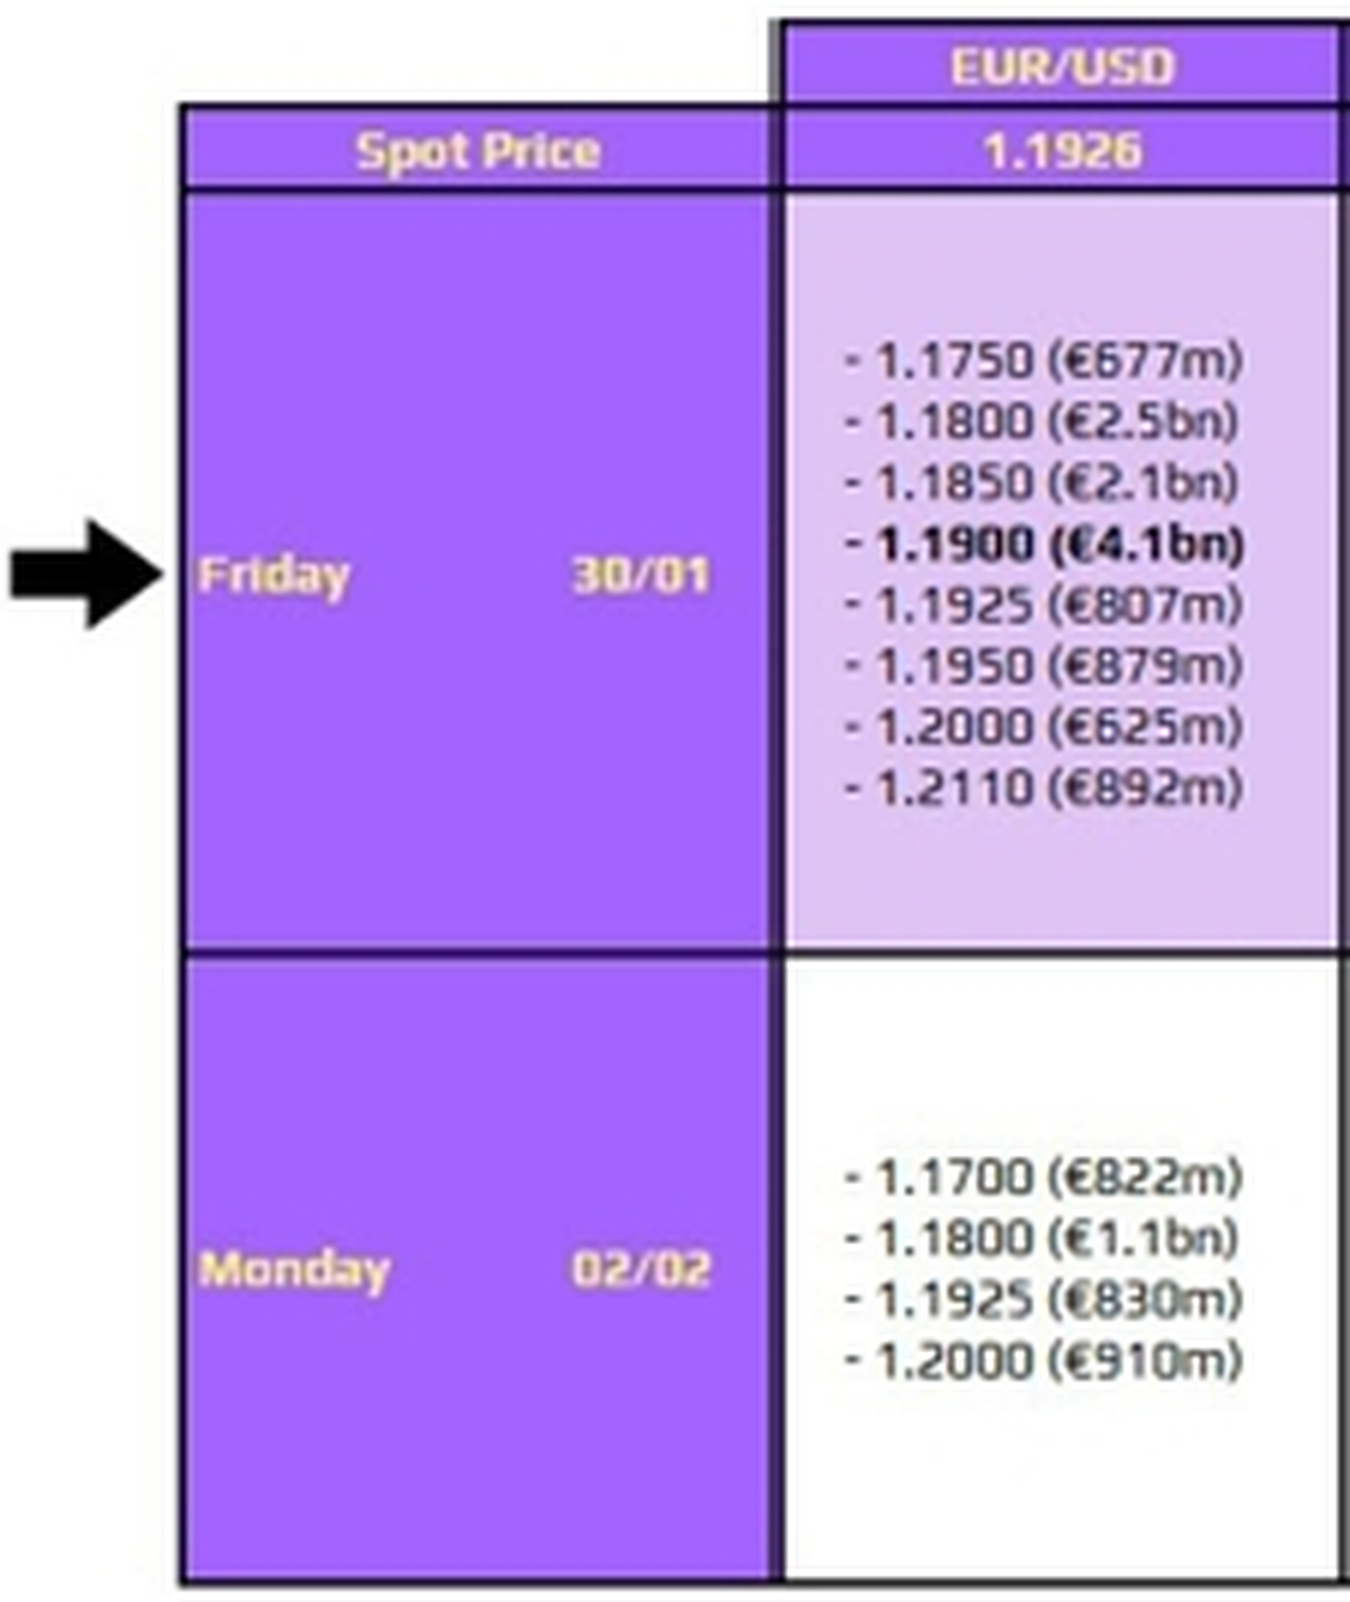 EUR/USD
Spot Price 1.1926
Friday 30/01
- 1.1750 (€677m)
- 1.1800 (€2.5bn)
- 1.1850 (€2.1bn)
- 1.1900 (€4.1bn)
- 1.1925 (€807m)
- 1.1950 (€879m)
- 1.2000 (€625m)
- 1.2110 (€892m)
Monday 02/02
- 1.1700 (€822m)
- 1.1800 (€1.1bn)
- 1.1925 (€830m)
- 1.2000 (€910m)